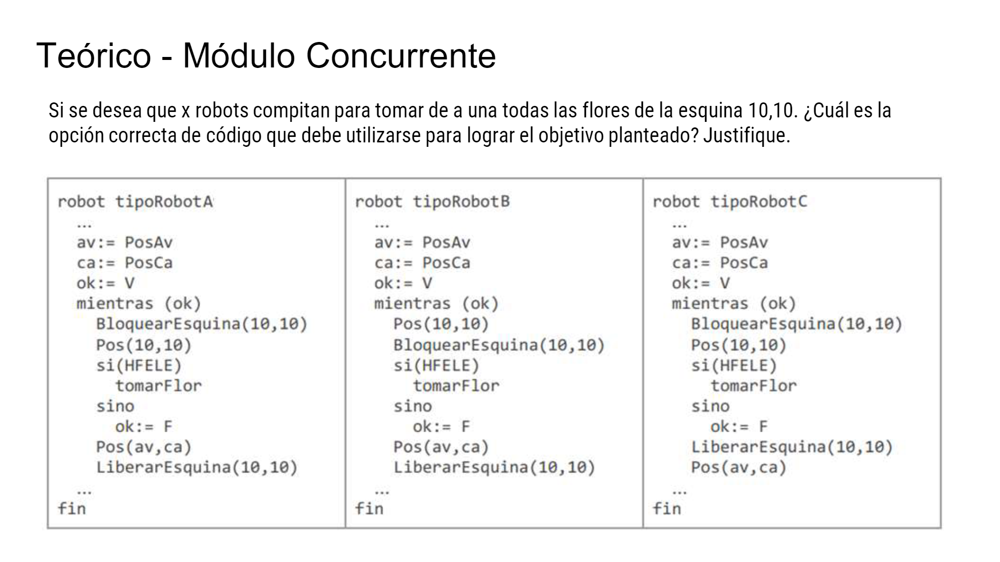 Teórico - Módulo Concurrente
Si se desea que x robots compitan para tomar de a una todas las flores de la esquina 10,10. ¿Cuál es la
opción correcta de código que debe utilizarse para lograr el objetivo planteado? Justifique.
robot tipoRobotA
...
av:= PosAv
ca:= PosCa
ok:= V
mientras (ok)
BloquearEsquina(10,10)
Pos(10,10)
si(HFELE)
tomarFlor
sino
ok:= F
Pos(av,ca)
LiberarEsquina(10,10)
...
fin
robot tipoRobotB
...
av:= PosAv
ca:= PosCa
ok:= V
mientras (ok)
Pos(10,10)
BloquearEsquina(10,10)
si(HFELE)
tomarFlor
sino
ok:= F
Pos(av,ca)
LiberarEsquina(10,10)
...
fin
robot tipoRobotC
...
av:= PosAv
ca:= PosCa
ok:= V
mientras (ok)
BloquearEsquina(10,10)
Pos(10,10)
si(HFELE)
tomarFlor
sino
ok:= F
LiberarEsquina(10,10)
Pos(av,ca)
...
fin